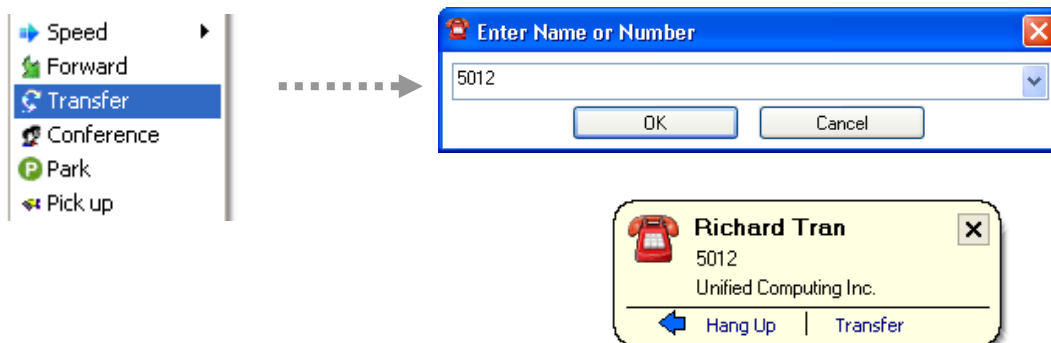 Speed
Forward
Transfer
Conference
P Park
Pick up
Enter Name or Number
5012
OK Cancel
Richard Tran
5012
Unified Computing Inc.
Hang Up | Transfer